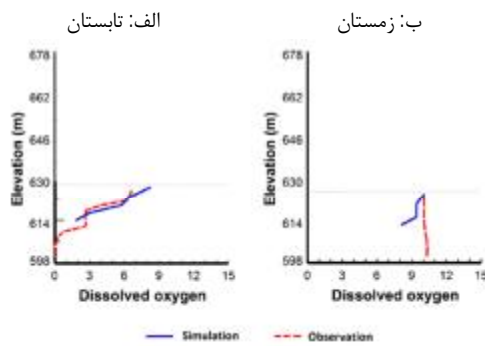 الف: تابستان
ب: زمستان
678
662
646
630
614
598
Elevation (m)
0 3 6 9 12 15
Dissolved oxygen
678
662
646
630
614
598
Elevation (m)
0 3 6 9 12 15
Dissolved oxygen
Simulation Observation